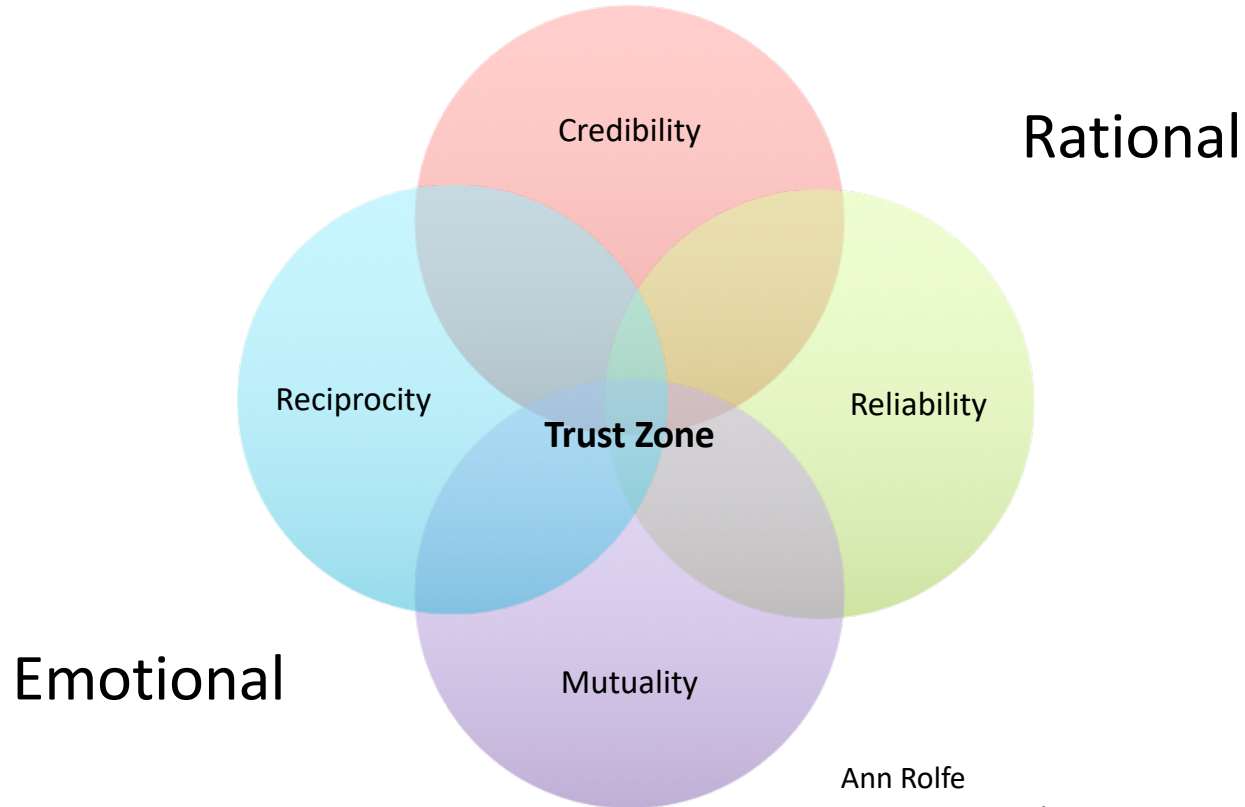 Credibility
Rational
Reciprocity
Reliability
Trust Zone
Emotional
Mutuality
Ann Rolfe